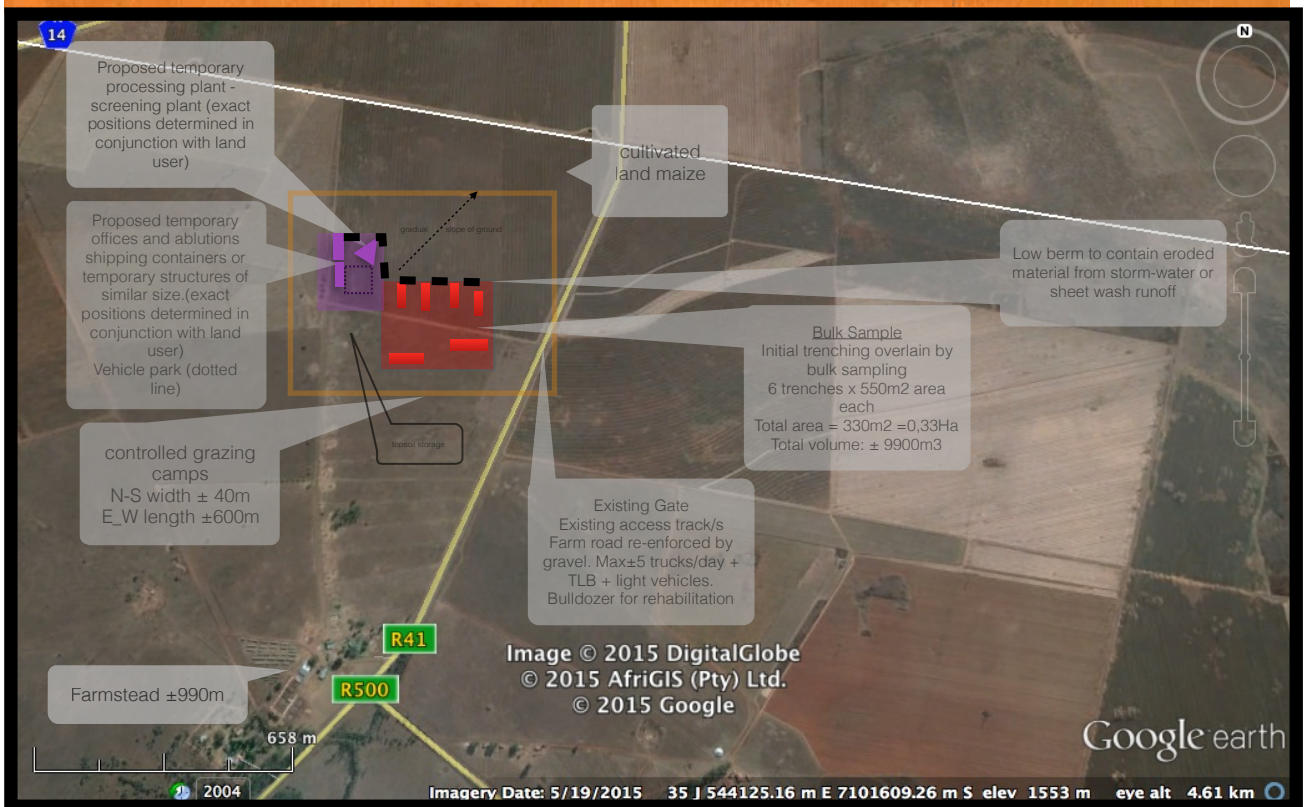 14
N
Proposed temporary
processing plant -
screening plant (exact
positions determined in
conjunction with land
user)
cultivated
land maize
Proposed temporary
offices and ablutions
shipping containers or
temporary structures of
similar size.(exact
positions determined in
conjunction with land
user)
Vehicle park (dotted
line)
gradual slope of ground
Low berm to contain eroded
material from storm-water or
sheet wash runoff
Bulk Sample
Initial trenching overlain by
bulk sampling
6 trenches x 550m2 area
each
Total area = 330m2 =0,33Ha
Total volume: ± 9900m3
topsoil storage
controlled grazing
camps
N-S width ± 40m
E_W length ±600m
Existing Gate
Existing access track/s
Farm road re-enforced by
gravel. Max±5 trucks/day +
TLB + light vehicles.
Bulldozer for rehabilitation
R41
R500
Farmstead ±990m
Image © 2015 DigitalGlobe
© 2015 AfriGIS (Pty) Ltd.
© 2015 Google
Google earth
658 m
2004
Imagery Date: 5/19/2015 35 J 544125.16 m E 7101609.26 m S elev 1553 m eye alt 4.61 km